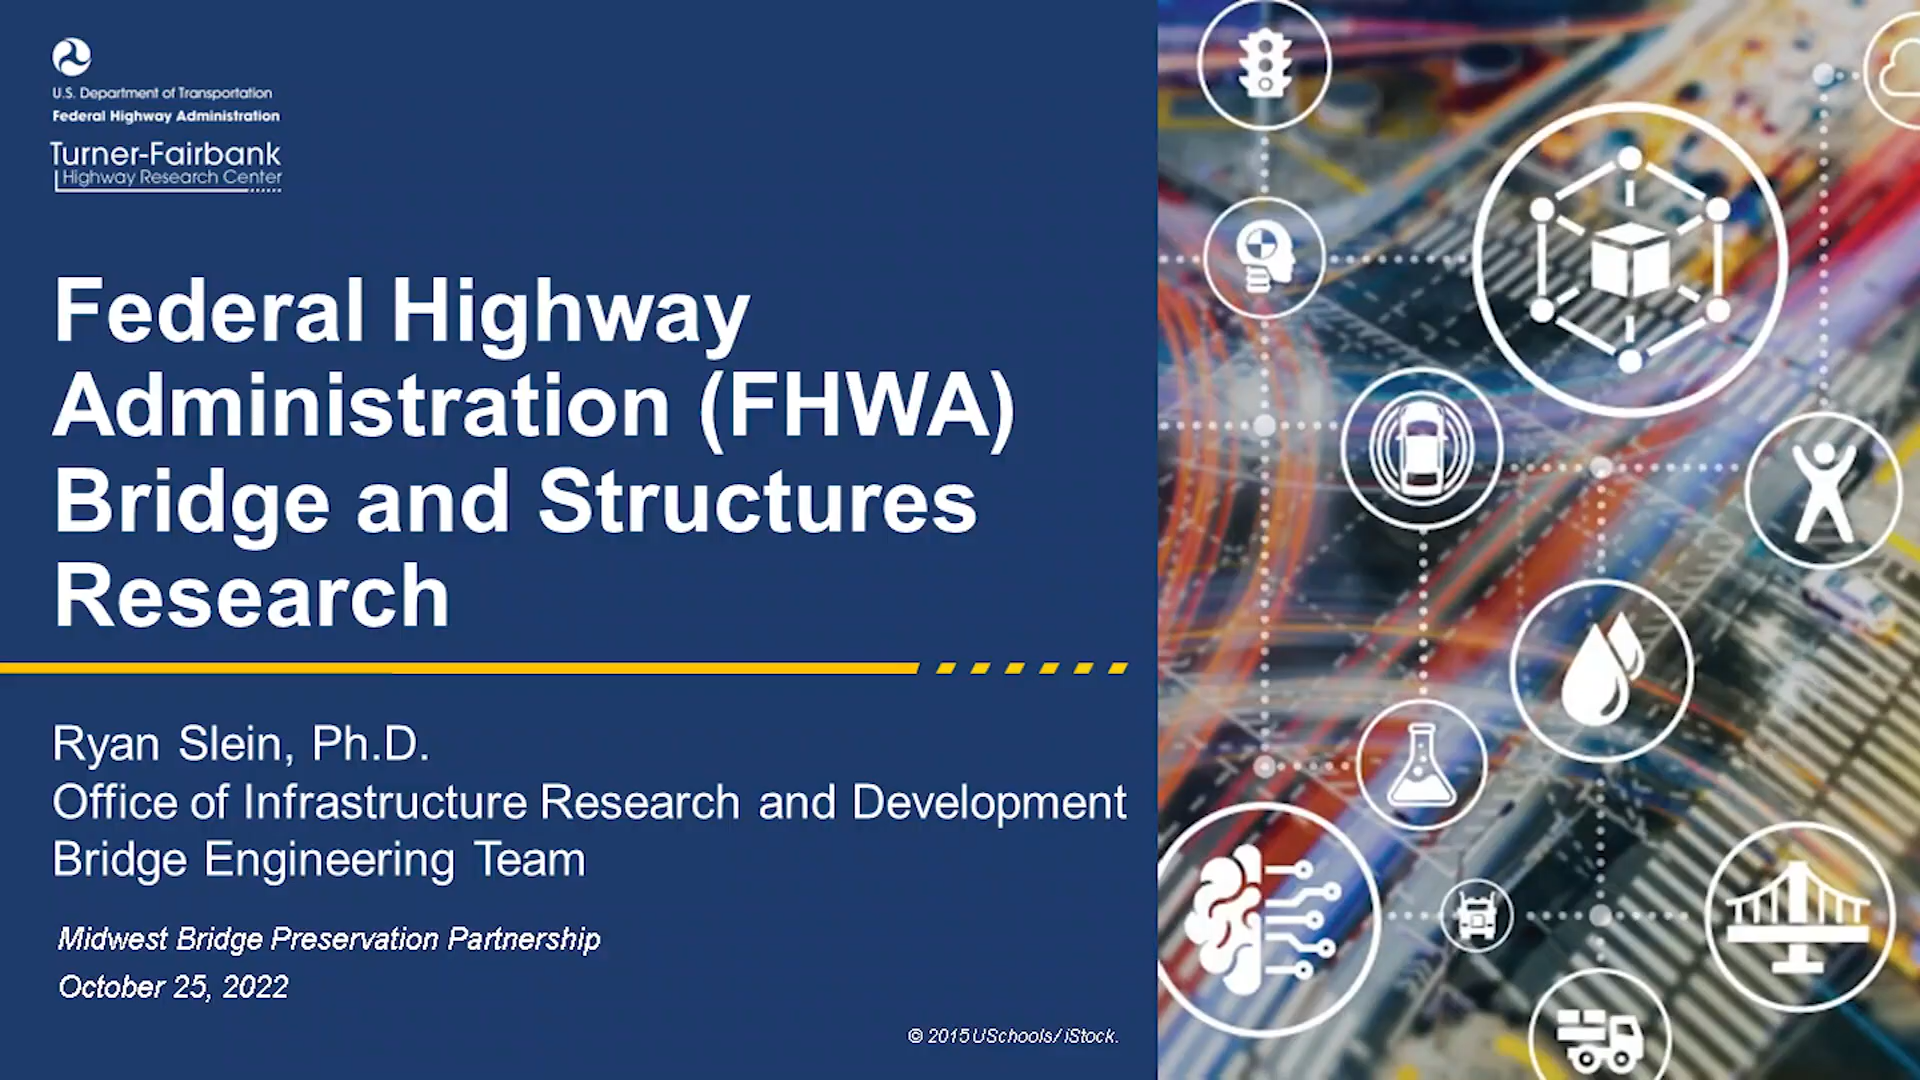 U.S. Department of Transportation
Federal Highway Administration
Turner-Fairbank
Highway Research Center
Federal Highway
Administration (FHWA)
Bridge and Structures
Research
Ryan Slein, Ph.D.
Office of Infrastructure Research and Development
Bridge Engineering Team
Midwest Bridge Preservation Partnership
October 25, 2022
© 2015 USchools/ iStock.